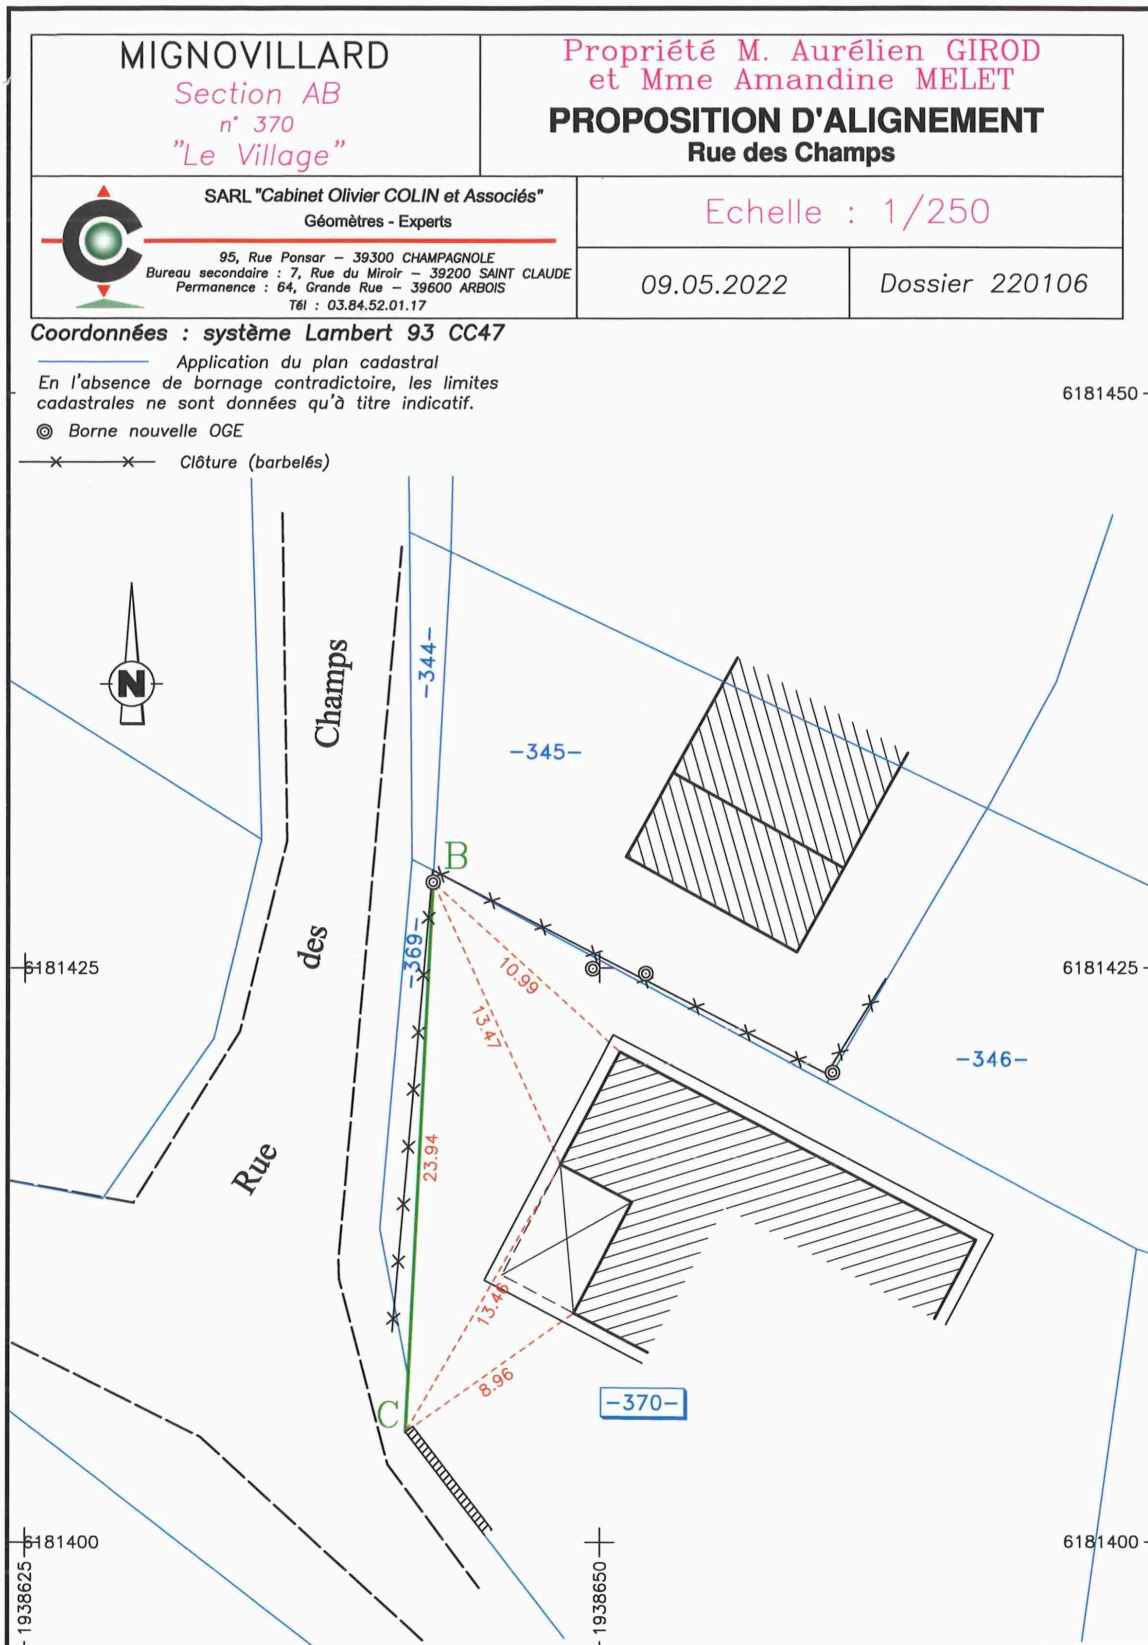 MIGNOVILLARD
Section AB
n° 370
"Le Village"
Propriété M. Aurélien GIROD
et Mme Amandine MELET
PROPOSITION D'ALIGNEMENT
Rue des Champs
SARL "Cabinet Olivier COLIN et Associés"
Géomètres - Experts
95, Rue Ponsar - 39300 CHAMPAGNOLE
Bureau secondaire : 7, Rue du Miroir - 39200 SAINT CLAUDE
Permanence : 64, Grande Rue - 39600 ARBOIS
Tél : 03.84.52.01.17
Echelle : 1/250
09.05.2022
Dossier 220106
Coordonnées : système Lambert 93 CC47
Application du plan cadastral
En l'absence de bornage contradictoire, les limites
cadastrales ne sont données qu'à titre indicatif.
Borne nouvelle OGE
Clôture (barbelés)
6181450
N
Champs
-344-
-345-
B
des
-369-
6181425
10.99
6181425
13.47
-346-
Rue
23.94
13.46
8.96
-370-
C
6181400
6181400
1938625
1938650